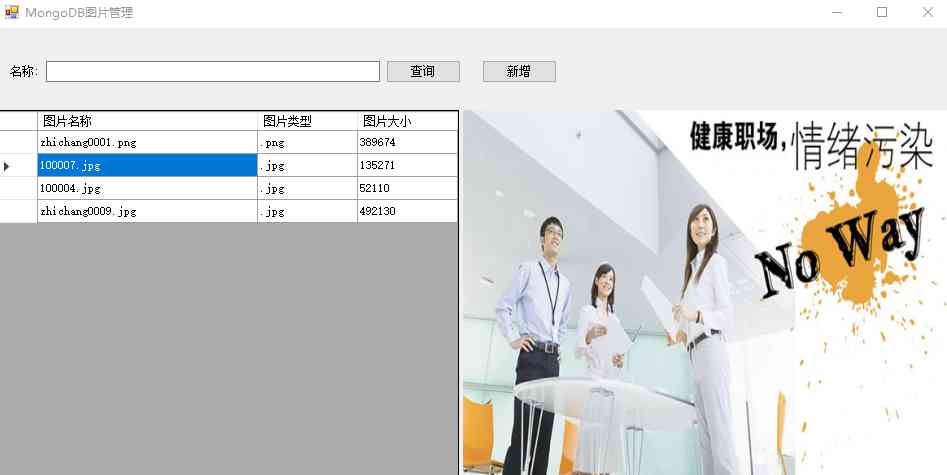 MongoDB图片管理
名称: 查询 新增
图片名称 图片类型 图片大小
zhichang0001.png .png 389674
100007.jpg .jpg 135271
100004.jpg .jpg 52110
zhichang0009.jpg .jpg 492130
健康职场,情绪污染
No Way